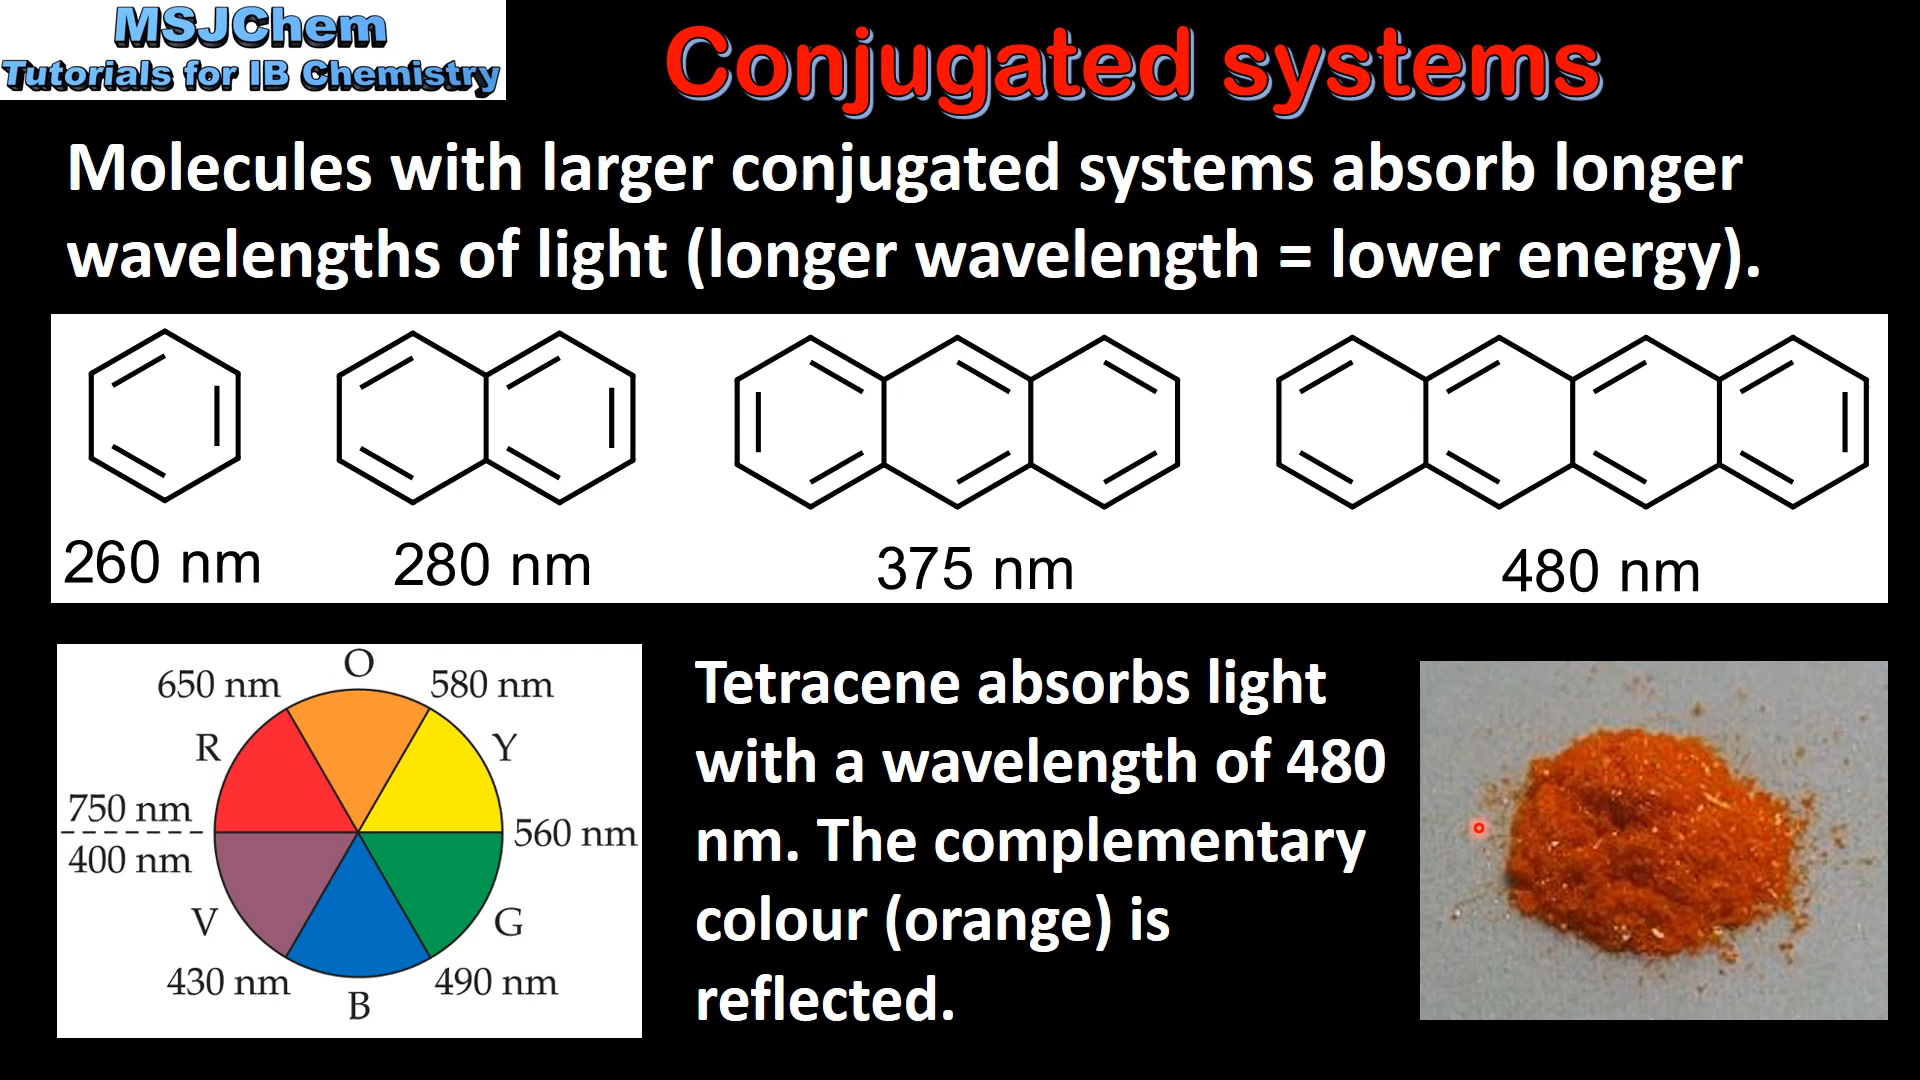 MSJChem
Tutorials for IB Chemistry
Conjugated systems
Molecules with larger conjugated systems absorb longer
wavelengths of light (longer wavelength = lower energy).
260 nm
280 nm
375 nm
480 nm
O
650 nm
580 nm
R
Y
750 nm
560 nm
400 nm
V
G
430 nm
490 nm
B
Tetracene absorbs light
with a wavelength of 480
nm. The complementary
colour (orange) is
reflected.